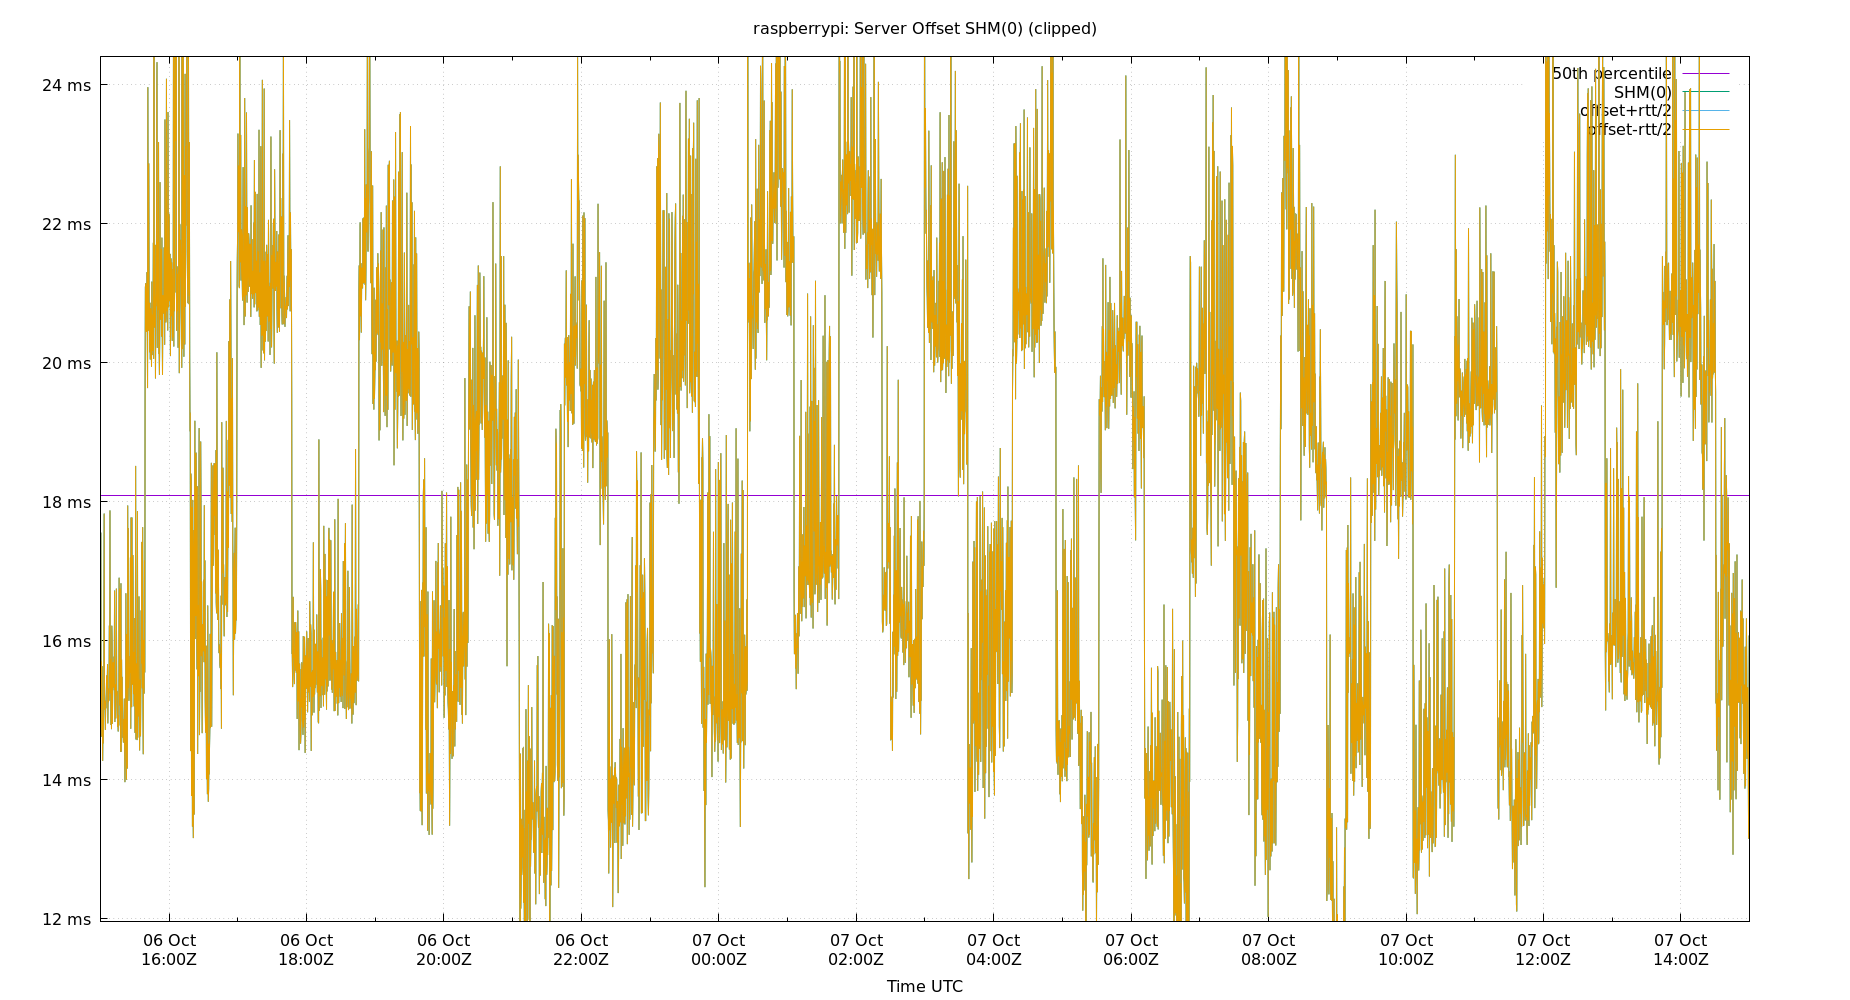 raspberrypi: Server Offset SHM(0) (clipped)
50th percentile
SHM(0)
offset+rtt/2
offset-rtt/2
24 ms
22 ms
20 ms
18 ms
16 ms
14 ms
12 ms
06 Oct 06 Oct 06 Oct 06 Oct 07 Oct 07 Oct 07 Oct 07 Oct 07 Oct 07 Oct 07 Oct 07 Oct
16:00Z 18:00Z 20:00Z 22:00Z 00:00Z 02:00Z 04:00Z 06:00Z 08:00Z 10:00Z 12:00Z 14:00Z
Time UTC